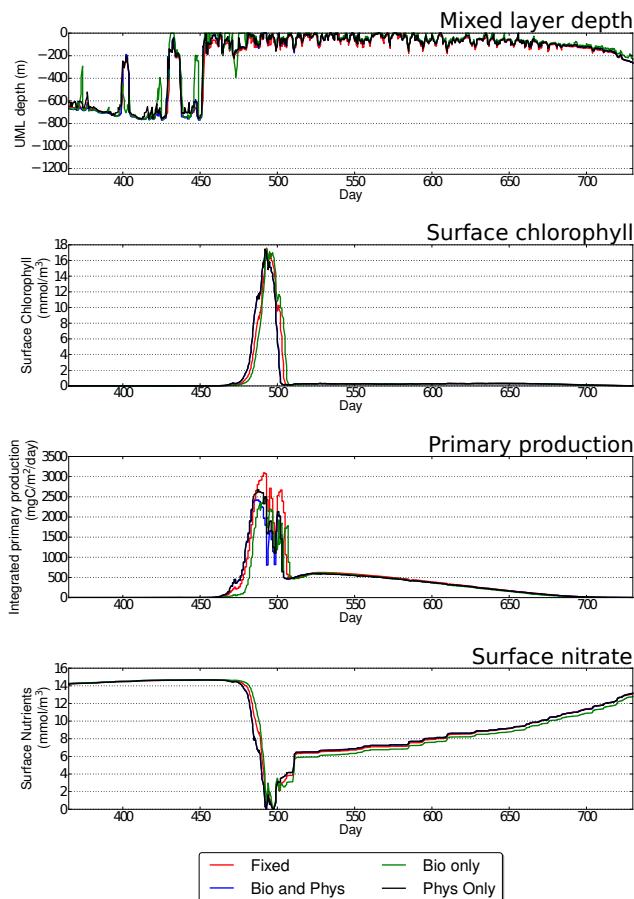 Mixed layer depth
0
−200
−400
−600
−800
−1000
−1200
UML depth (m)
400 450 500 550 600 650 700
Day
Surface chlorophyll
18
16
14
12
10
8
6
4
2
0
Surface Chlorophyll
(mmol/m³)
400 450 500 550 600 650 700
Day
Primary production
3500
3000
2500
2000
1500
1000
500
0
Integrated primary production
(mgC/m²/day)
400 450 500 550 600 650 700
Day
Surface nitrate
16
14
12
10
8
6
4
2
0
Surface Nutrients
(mmol/m³)
400 450 500 550 600 650 700
Day
Fixed Bio only
Bio and Phys Phys Only